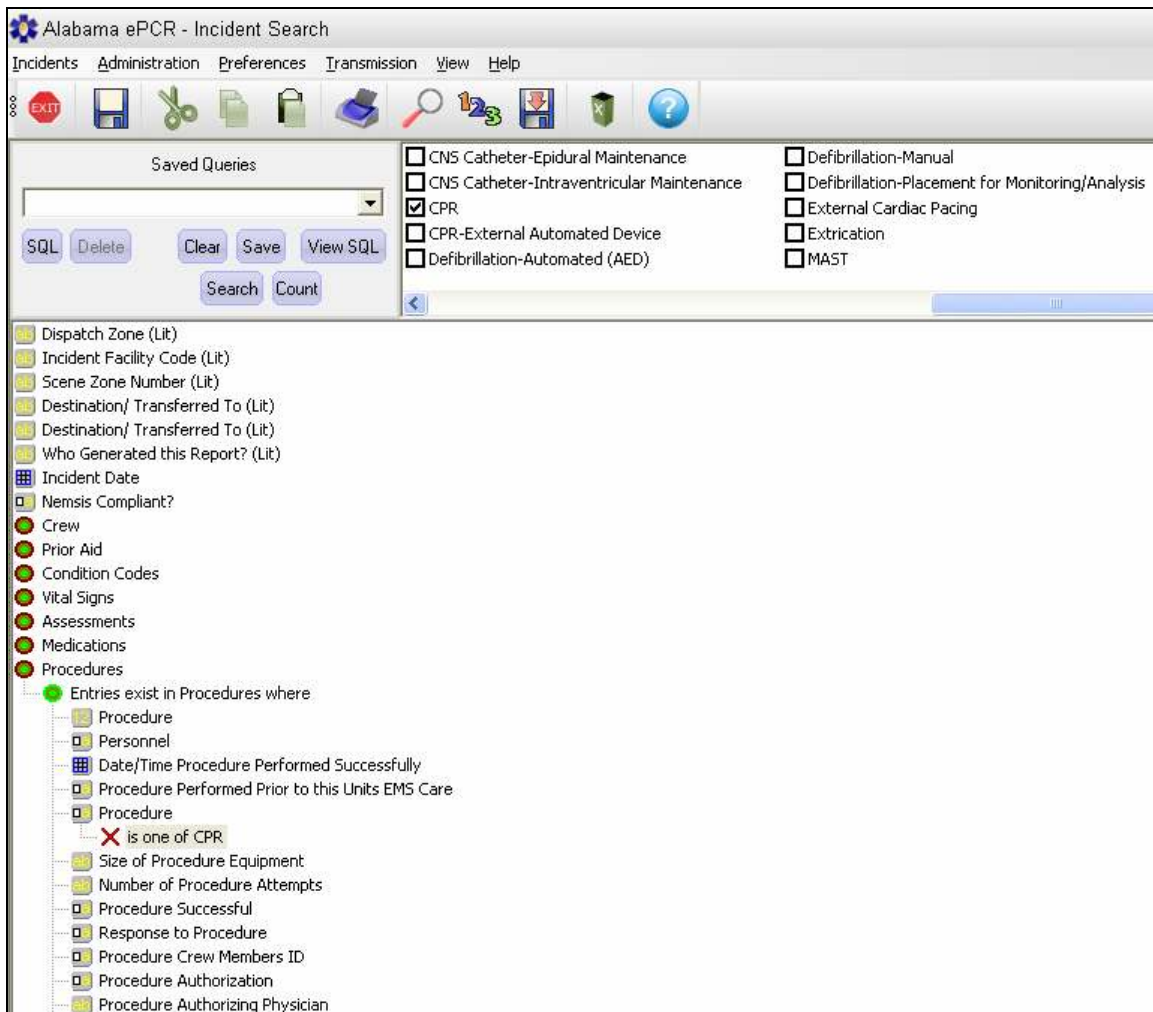 Alabama ePCR - Incident Search
Incidents Administration Preferences Transmission View Help
EXIT 123 X ?
Saved Queries
SQL Delete Clear Save View SQL
Search Count
CNS Catheter-Epidural Maintenance Defibrillation-Manual
CNS Catheter-Intraventricular Maintenance Defibrillation-Placement for Monitoring/Analysis
CPR External Cardiac Pacing
CPR-External Automated Device Extrication
Defibrillation-Automated (AED) MAST
Dispatch Zone (Lit)
Incident Facility Code (Lit)
Scene Zone Number (Lit)
Destination/ Transferred To (Lit)
Destination/ Transferred To (Lit)
Who Generated this Report? (Lit)
Incident Date
Nemsis Compliant?
Crew
Prior Aid
Condition Codes
Vital Signs
Assessments
Medications
Procedures
Entries exist in Procedures where
Procedure
Personnel
Date/Time Procedure Performed Successfully
Procedure Performed Prior to this Units EMS Care
Procedure
is one of CPR
Size of Procedure Equipment
Number of Procedure Attempts
Procedure Successful
Response to Procedure
Procedure Crew Members ID
Procedure Authorization
Procedure Authorizing Physician